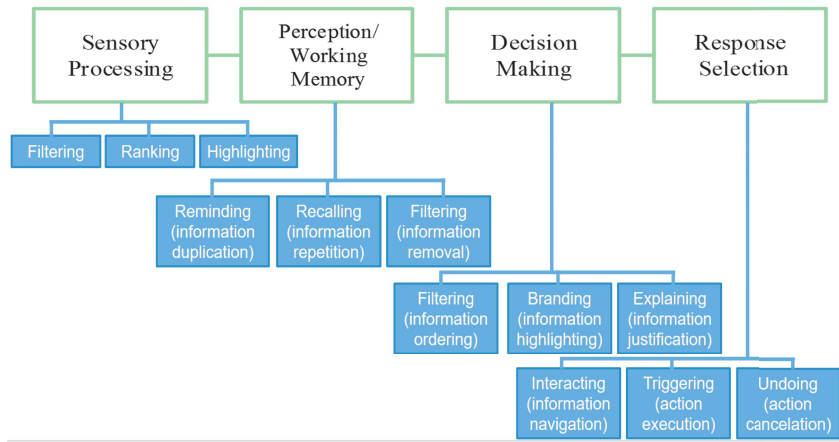 Sensory
Processing
Perception/
Working
Memory
Decision
Making
Response
Selection
Filtering
Ranking
Highlighting
Reminding
(information
duplication)
Recalling
(information
repetition)
Filtering
(information
removal)
Filtering
(information
ordering)
Branding
(information
highlighting)
Explaining
(information
justification)
Interacting
(information
navigation)
Triggering
(action
execution)
Undoing
(action
cancelation)